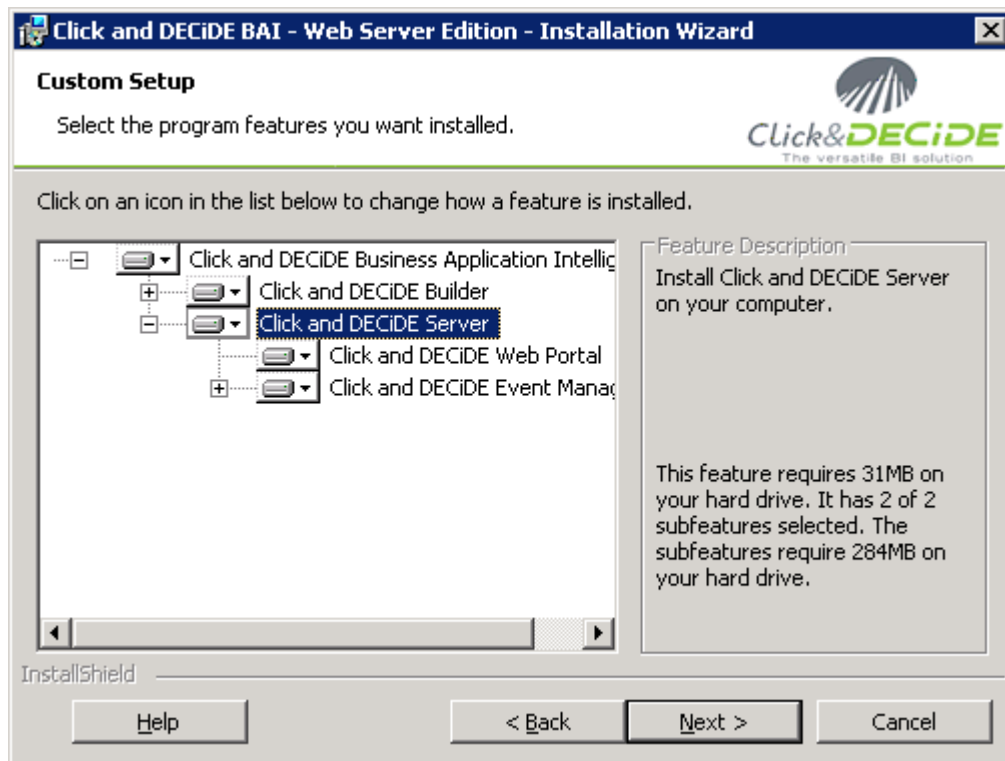 Click and DECiDE BAI - Web Server Edition - Installation Wizard
Custom Setup
Select the program features you want installed.
Click&DECiDE
The versatile BI solution
Click on an icon in the list below to change how a feature is installed.
Click and DECiDE Business Application Intellig
Click and DECiDE Builder
Click and DECiDE Server
Click and DECiDE Web Portal
Click and DECiDE Event Manag
Feature Description
Install Click and DECiDE Server
on your computer.
This feature requires 31MB on
your hard drive. It has 2 of 2
subfeatures selected. The
subfeatures require 284MB on
your hard drive.
InstallShield
Help
< Back
Next >
Cancel